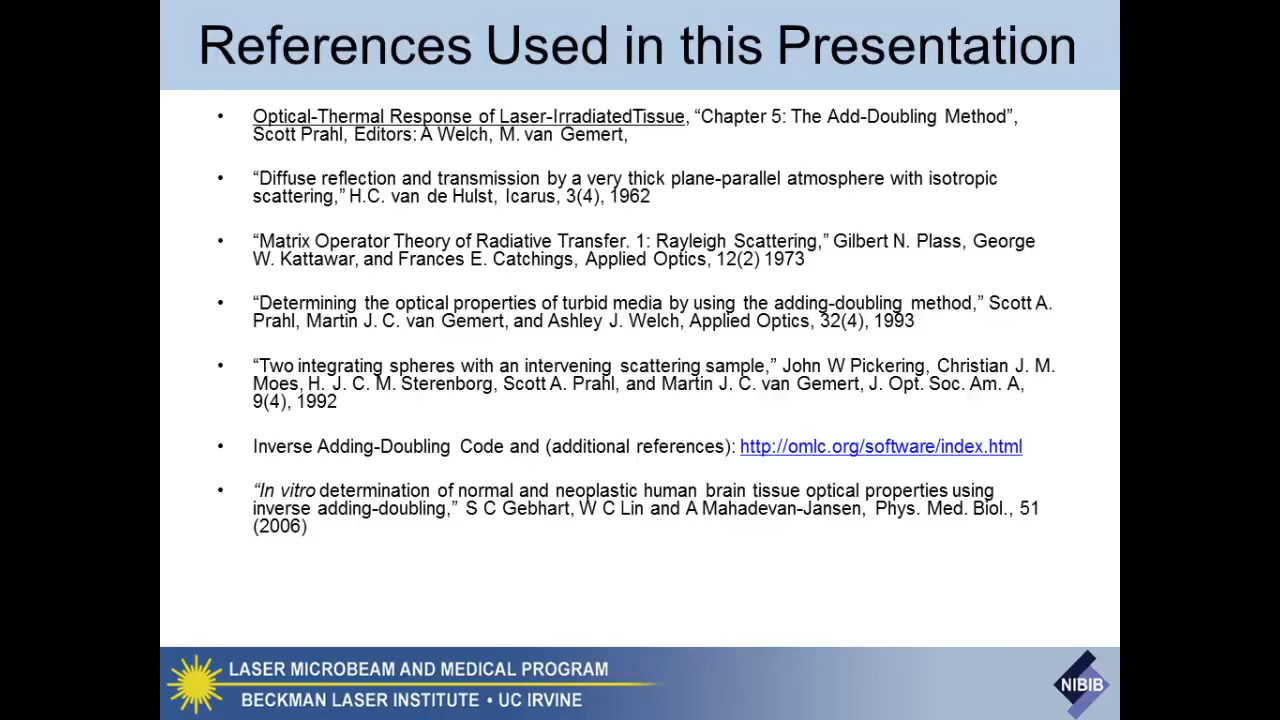 References Used in this Presentation
• Optical-Thermal Response of Laser-IrradiatedTissue, “Chapter 5: The Add-Doubling Method”,
Scott Prahl, Editors: A Welch, M. van Gemert,
• “Diffuse reflection and transmission by a very thick plane-parallel atmosphere with isotropic
scattering,” H.C. van de Hulst, Icarus, 3(4), 1962
• “Matrix Operator Theory of Radiative Transfer. 1: Rayleigh Scattering,” Gilbert N. Plass, George
W. Kattawar, and Frances E. Catchings, Applied Optics, 12(2) 1973
• “Determining the optical properties of turbid media by using the adding-doubling method,” Scott A.
Prahl, Martin J. C. van Gemert, and Ashley J. Welch, Applied Optics, 32(4), 1993
• “Two integrating spheres with an intervening scattering sample,” John W Pickering, Christian J. M.
Moes, H. J. C. M. Sterenborg, Scott A. Prahl, and Martin J. C. van Gemert, J. Opt. Soc. Am. A,
9(4), 1992
• Inverse Adding-Doubling Code and (additional references): http://omlc.org/software/index.html
• “In vitro determination of normal and neoplastic human brain tissue optical properties using
inverse adding-doubling,” S C Gebhart, W C Lin and A Mahadevan-Jansen, Phys. Med. Biol., 51
(2006)
LASER MICROBEAM AND MEDICAL PROGRAM
BECKMAN LASER INSTITUTE • UC IRVINE
NIBIB